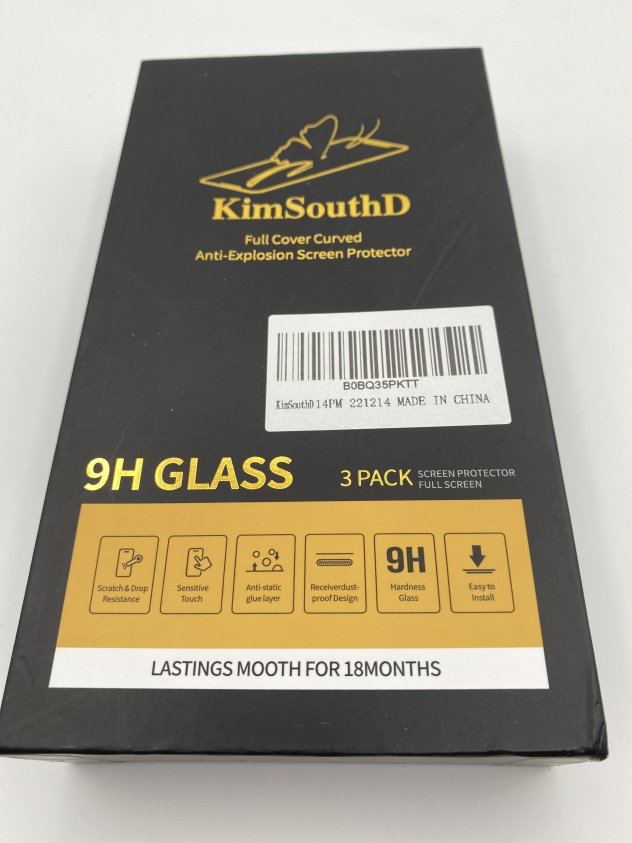 KimSouthD
Full Cover Curved
Anti-Explosion Screen Protector
B0BQ35PKTT
KimSouthD 14PM 221214 MADE IN CHINA
9H GLASS
3 PACK
SCREEN PROTECTOR
FULL SCREEN
Scratch & Drop
Resistance
Sensitive
Touch
Anti-static
glue layer
Receiverdust-
proof Design
9H
Hardness
Glass
Easy to
Install
LASTINGS MOOTH FOR 18MONTHS